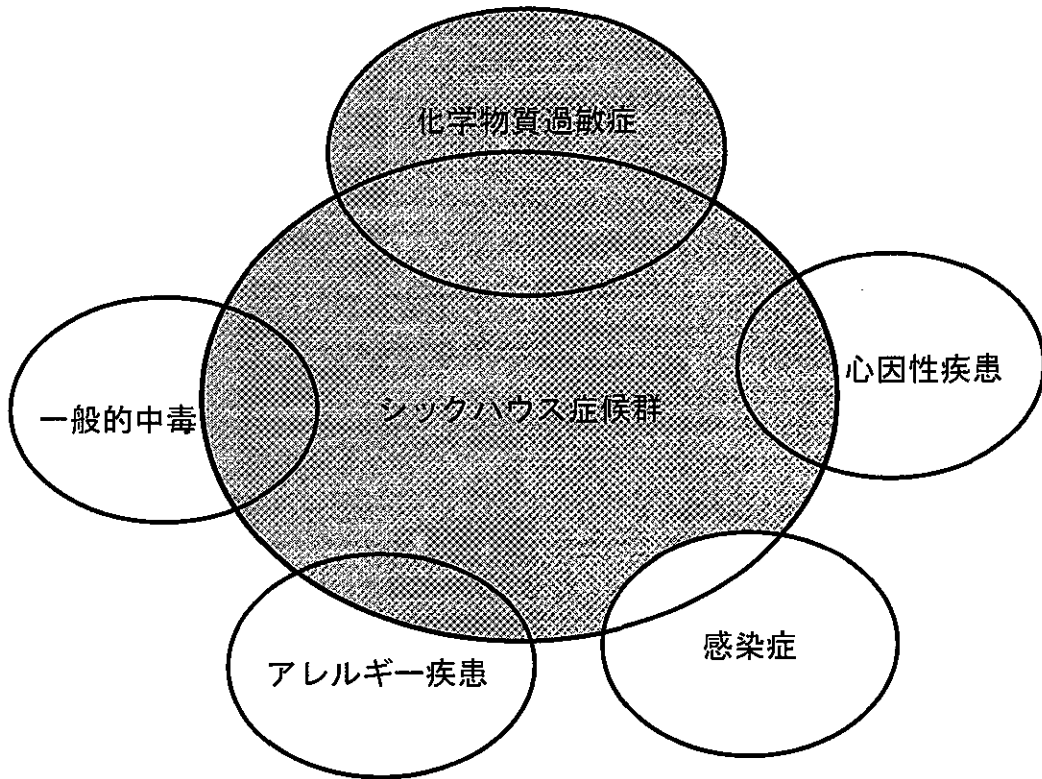 化学物質過敏症
心因性疾患
シックハウス症候群
一般的中毒
感染症
アレルギー疾患